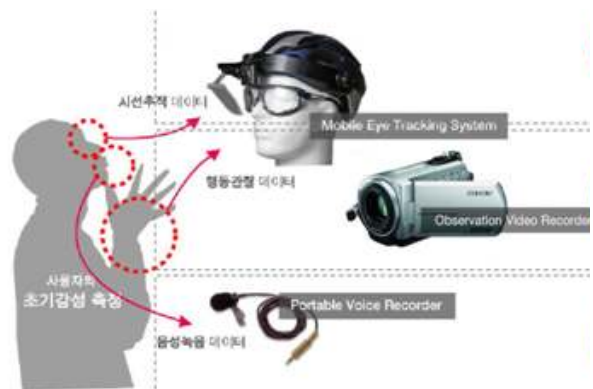 시선추적 데이터
Mobile Eye Tracking System
행동관찰 데이터
Observation Video Recorder
사용자의
초기감성 측정
Portable Voice Recorder
음성녹음 데이터